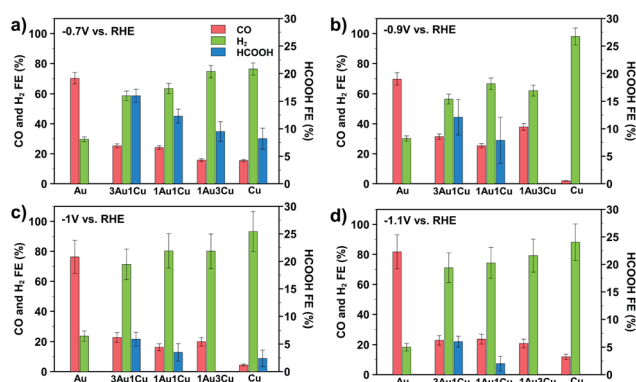 a)
-0.7V vs. RHE
CO
H₂
HCOOH
CO and H₂ FE (%)
100
80
60
40
20
0
HCOOH FE (%)
30
25
20
15
10
5
0
Au 3Au1Cu 1Au1Cu 1Au3Cu Cu
b)
-0.9V vs. RHE
CO and H₂ FE (%)
100
80
60
40
20
0
HCOOH FE (%)
30
25
20
15
10
5
0
Au 3Au1Cu 1Au1Cu 1Au3Cu Cu
c)
-1V vs. RHE
CO and H₂ FE (%)
100
80
60
40
20
0
HCOOH FE (%)
30
25
20
15
10
5
0
Au 3Au1Cu 1Au1Cu 1Au3Cu Cu
d)
-1.1V vs. RHE
CO and H₂ FE (%)
100
80
60
40
20
0
HCOOH FE (%)
30
25
20
15
10
5
0
Au 3Au1Cu 1Au1Cu 1Au3Cu Cu